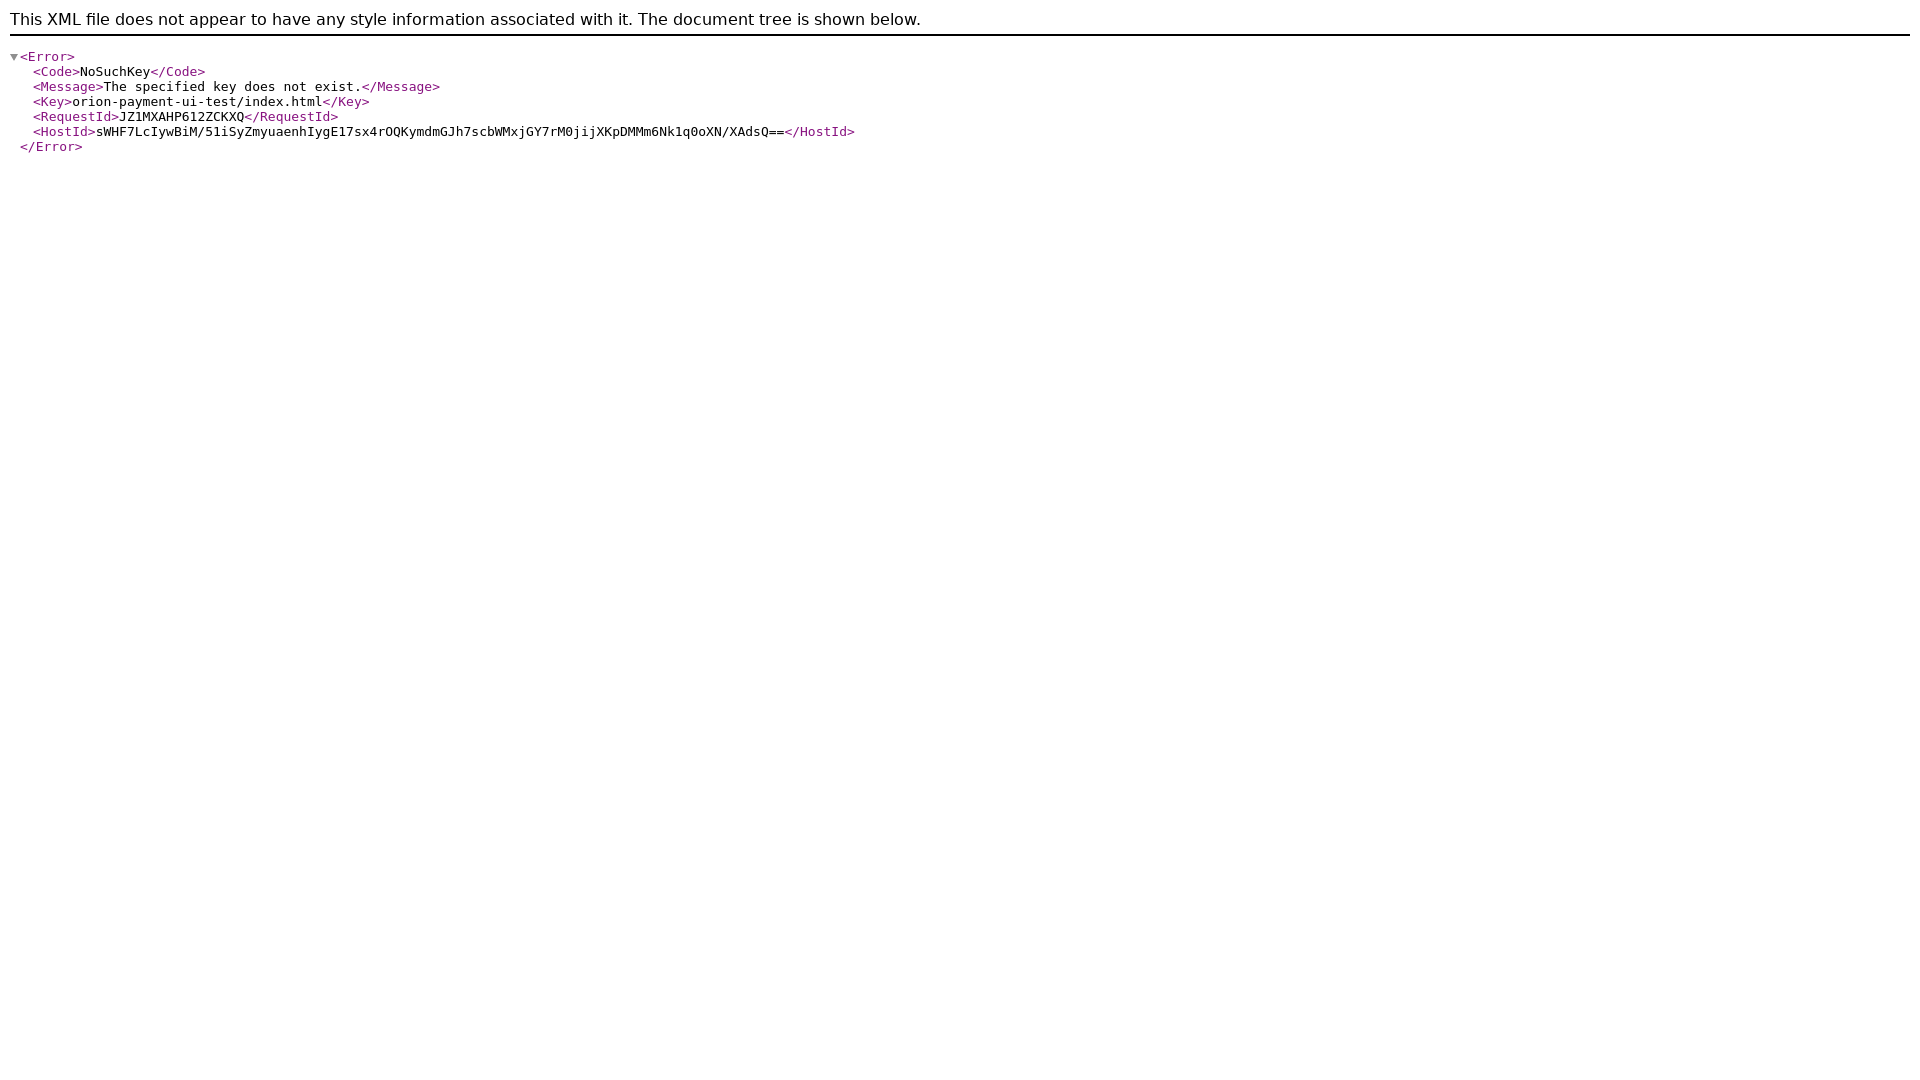 This XML file does not appear to have any style information associated with it. The document tree is shown below.
<Error>
<Code>NoSuchKey</Code>
<Message>The specified key does not exist.</Message>
<Key>orion-payment-ui-test/index.html</Key>
<RequestId>JZ1MXAHP612ZCKXQ</RequestId>
<HostId>sWHF7LcIywBiM/51iSyZmyuaenhIygE17sx4rOQKymdmGJh7scbWMxjGY7rM0jijXKpDMMm6Nk1q0oXN/XAdsQ==</HostId>
</Error>